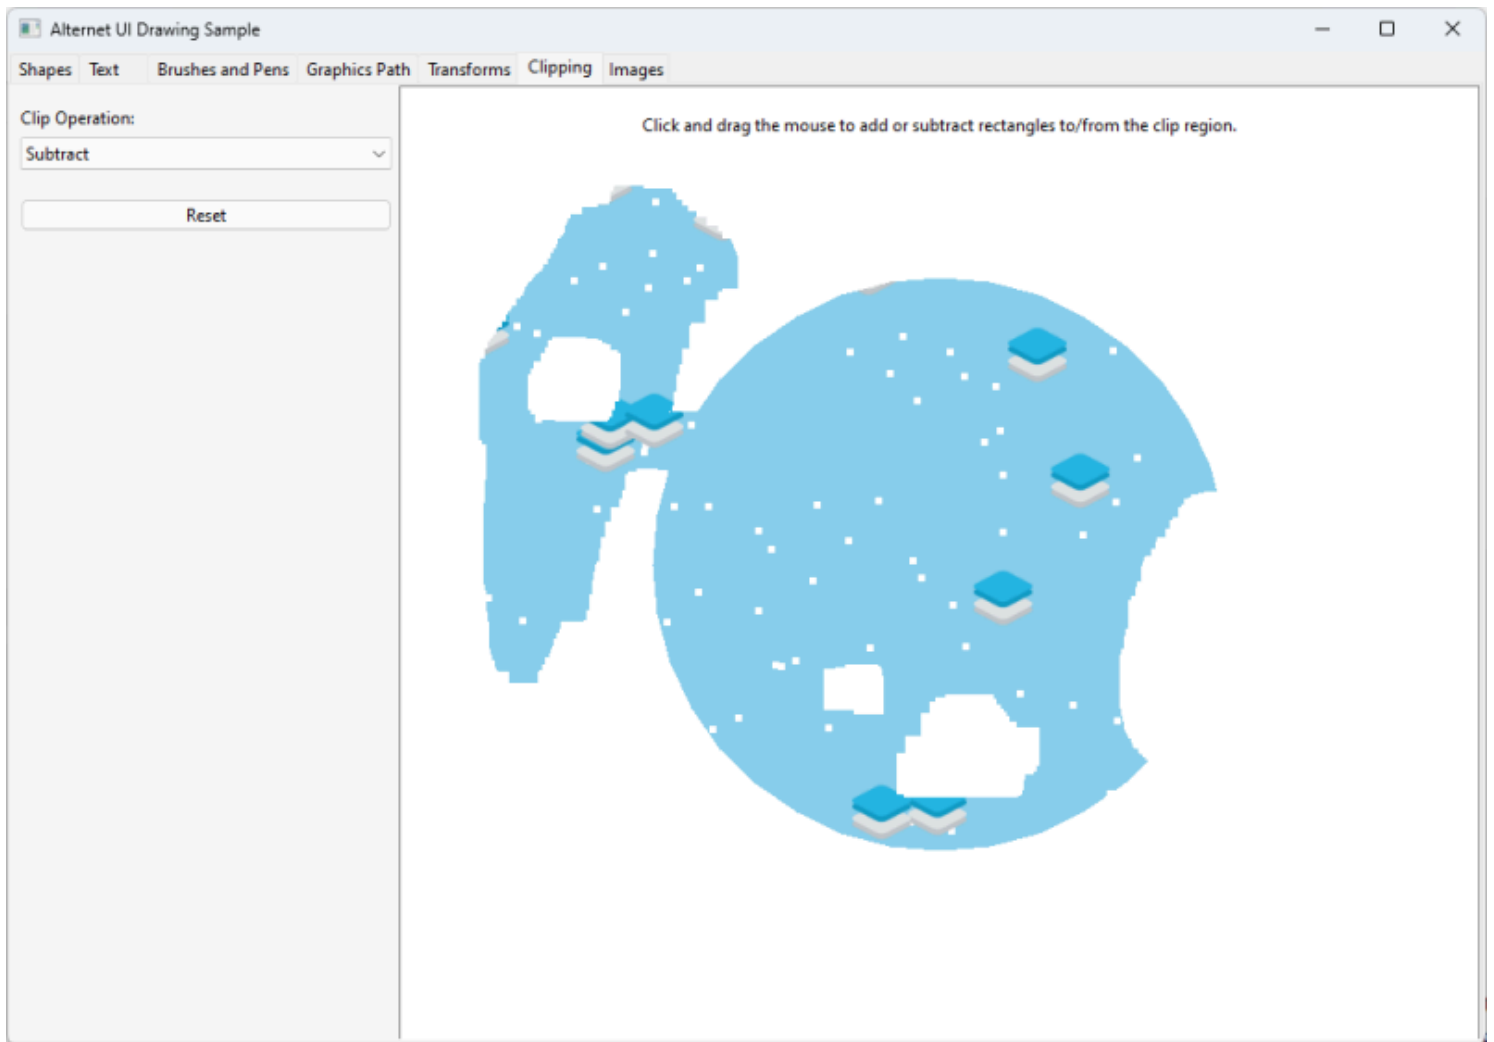 Alternet UI Drawing Sample
Shapes Text Brushes and Pens Graphics Path Transforms Clipping Images
Clip Operation:
Subtract
Reset
Click and drag the mouse to add or subtract rectangles to/from the clip region.